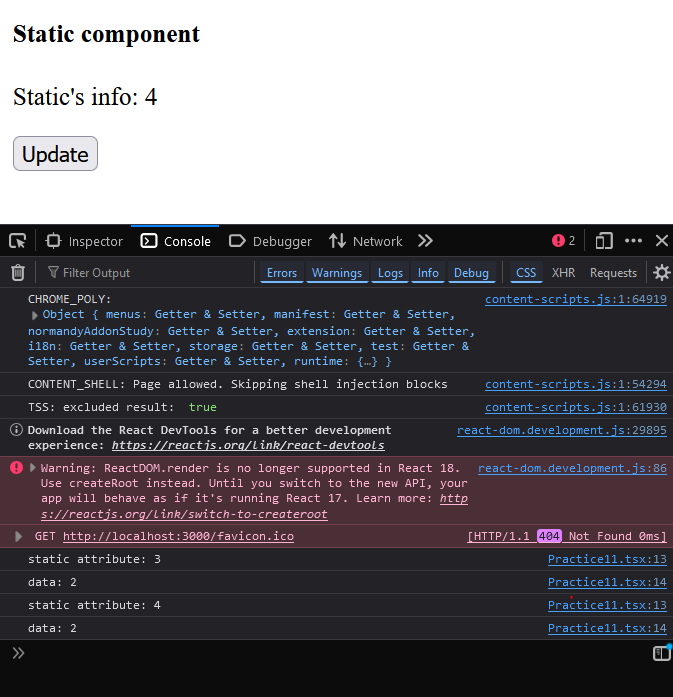 Static component
Static's info: 4
Update
Inspector Console Debugger Network 2
Filter Output Errors Warnings Logs Info Debug CSS XHR Requests
CHROME_POLY: content-scripts.js:1:64919
Object { menus: Getter & Setter, manifest: Getter & Setter,
normandyAddonStudy: Getter & Setter, extension: Getter & Setter,
i18n: Getter & Setter, storage: Getter & Setter, test: Getter &
Setter, userScripts: Getter & Setter, runtime: {…} }
CONTENT_SHELL: Page allowed. Skipping shell injection blocks content-scripts.js:1:54294
TSS: excluded result: true content-scripts.js:1:61930
Download the React DevTools for a better development react-dom.development.js:29895
experience: https://reactjs.org/link/react-devtools
Warning: ReactDOM.render is no longer supported in React 18. react-dom.development.js:86
Use createRoot instead. Until you switch to the new API, your
app will behave as if it's running React 17. Learn more: http
s://reactjs.org/link/switch-to-createroot
GET http://localhost:3000/favicon.ico [HTTP/1.1 404 Not Found 0ms]
static attribute: 3 Practice11.tsx:13
data: 2 Practice11.tsx:14
static attribute: 4 Practice11.tsx:13
data: 2 Practice11.tsx:14